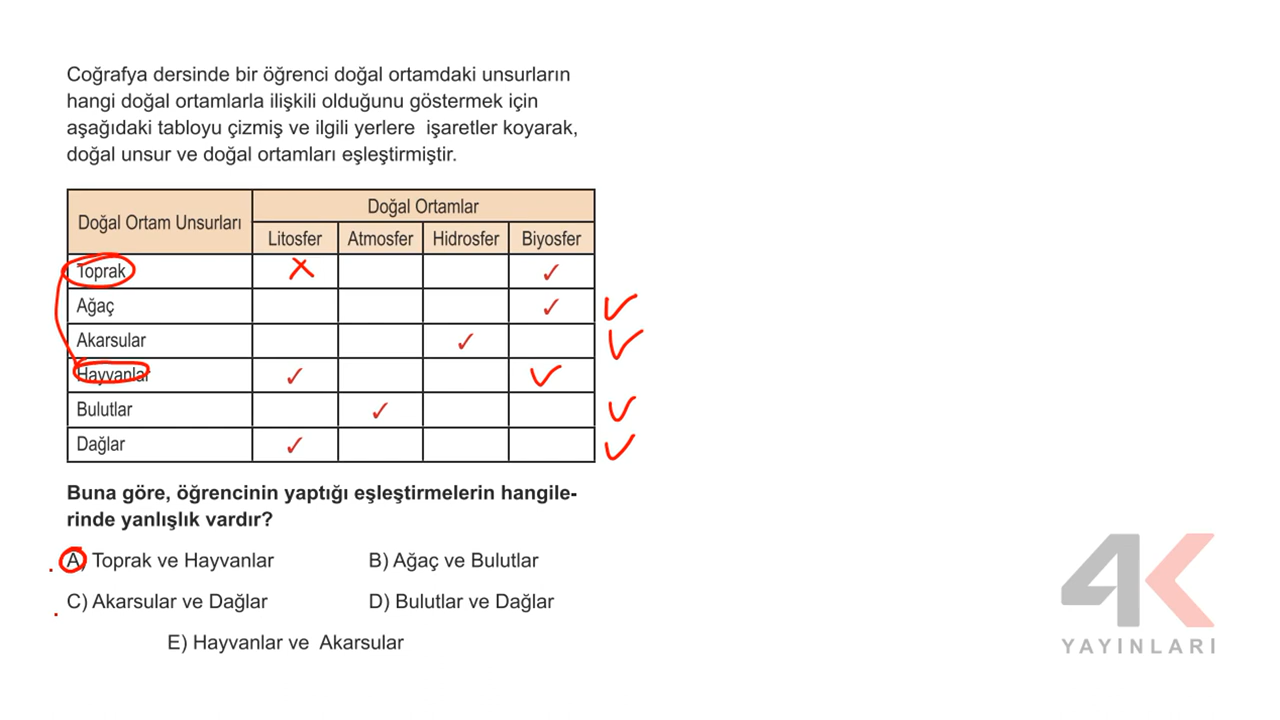 Coğrafya dersinde bir öğrenci doğal ortamdaki unsurların
hangi doğal ortamlarla ilişkili olduğunu göstermek için
aşağıdaki tabloyu çizmiş ve ilgili yerlere işaretler koyarak,
doğal unsur ve doğal ortamları eşleştirmiştir.
Doğal Ortam Unsurları
Doğal Ortamlar
Litosfer Atmosfer Hidrosfer Biyosfer
Toprak ✗ ✓
Ağaç ✓ ✓
Akarsular ✓ ✓
Hayvanlar ✓ ✓
Bulutlar ✓ ✓
Dağlar ✓ ✓
Buna göre, öğrencinin yaptığı eşleştirmelerin hangile-
rinde yanlışlık vardır?
A) Toprak ve Hayvanlar B) Ağaç ve Bulutlar
C) Akarsular ve Dağlar D) Bulutlar ve Dağlar
E) Hayvanlar ve Akarsular
4K
YAYINLARI